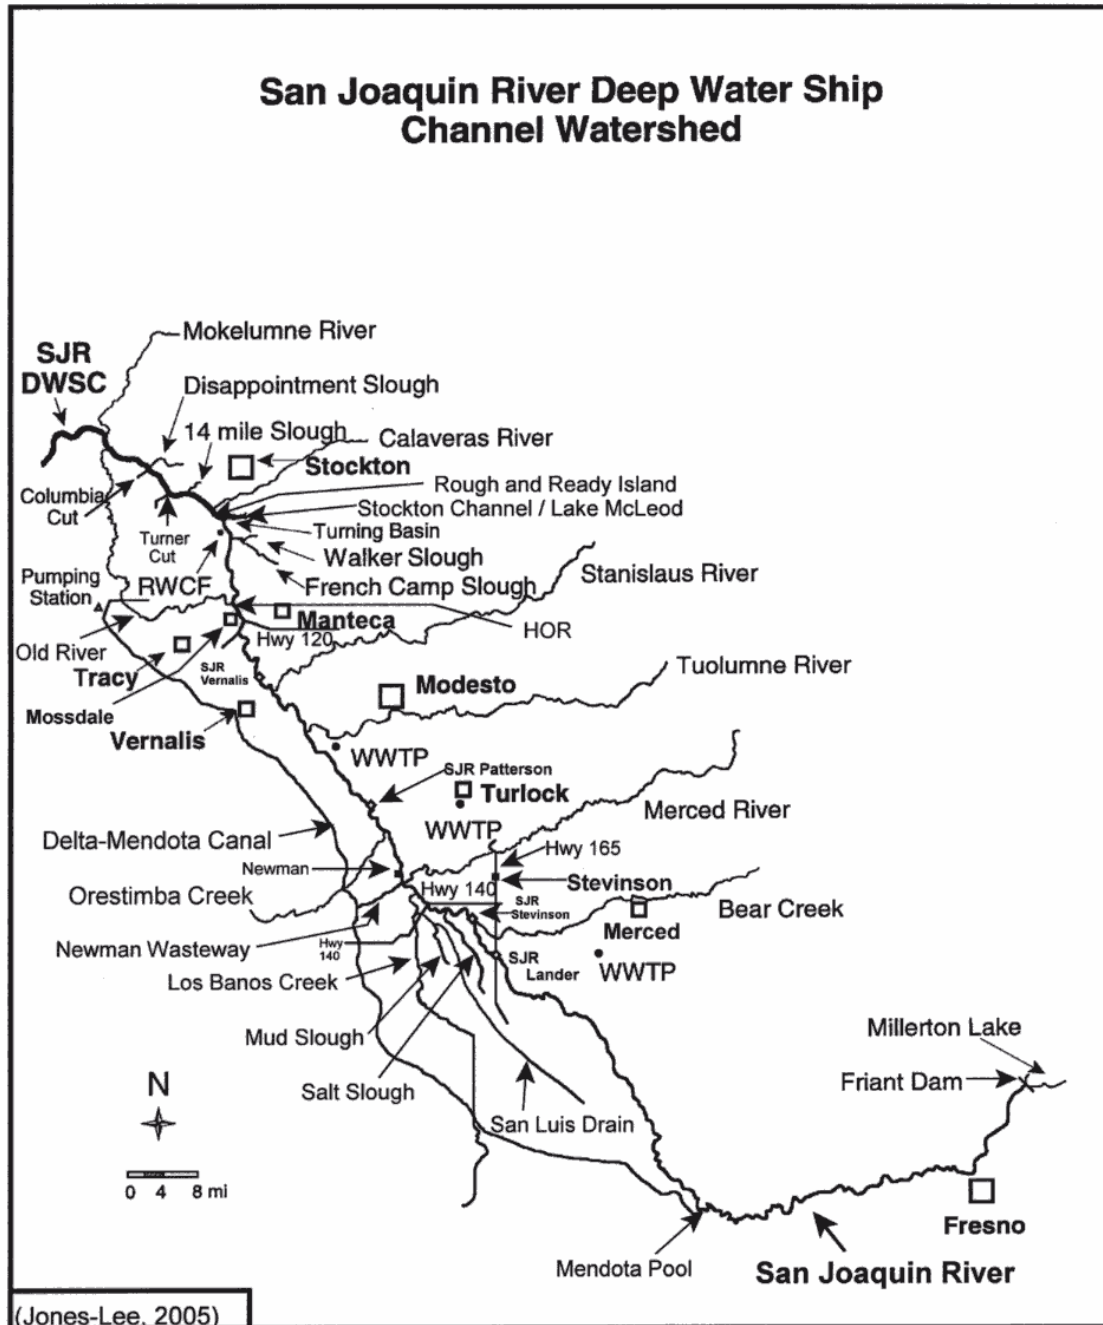 San Joaquin River Deep Water Ship
Channel Watershed
Mokelumne River
SJR
DWSC
Disappointment Slough
14 mile Slough
Calaveras River
Stockton
Rough and Ready Island
Columbia
Cut
Stockton Channel / Lake McLeod
Turner
Cut
Turning Basin
Walker Slough
Pumping
Station
RWCF
French Camp Slough
Stanislaus River
Manteca
HOR
Hwy 120
Old River
Tracy
SJR
Vernalis
Tuolumne River
Modesto
Mossdale
Vernalis
WWTP
SJR Patterson
Turlock
Merced River
WWTP
Delta-Mendota Canal
Hwy 165
Newman
Orestimba Creek
Hwy 140
Stevinson
SJR
Stevinson
Bear Creek
Merced
Newman Wasteway
Hwy
140
SJR
Lander
WWTP
Los Banos Creek
Mud Slough
Millerton Lake
Salt Slough
Friant Dam
N
San Luis Drain
0 4 8 mi
Fresno
Mendota Pool
San Joaquin River
(Jones-Lee, 2005)